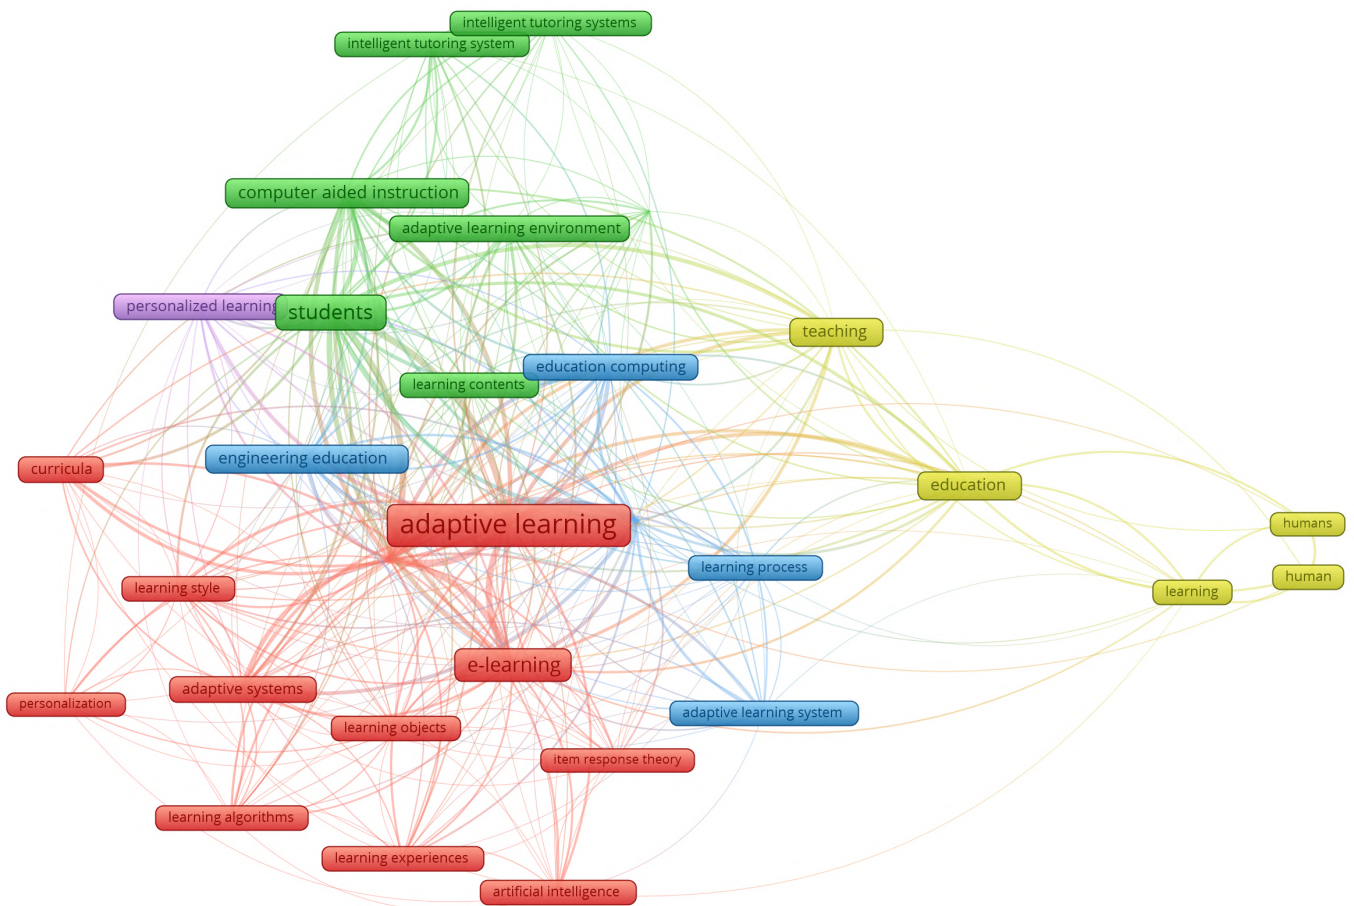 intelligent tutoring systems
intelligent tutoring system
computer aided instruction
adaptive learning environment
personalized learning
students
teaching
education computing
learning contents
engineering education
curricula
education
adaptive learning
humans
learning process
human
learning style
learning
e-learning
adaptive systems
personalization
adaptive learning system
learning objects
item response theory
learning algorithms
learning experiences
artificial intelligence